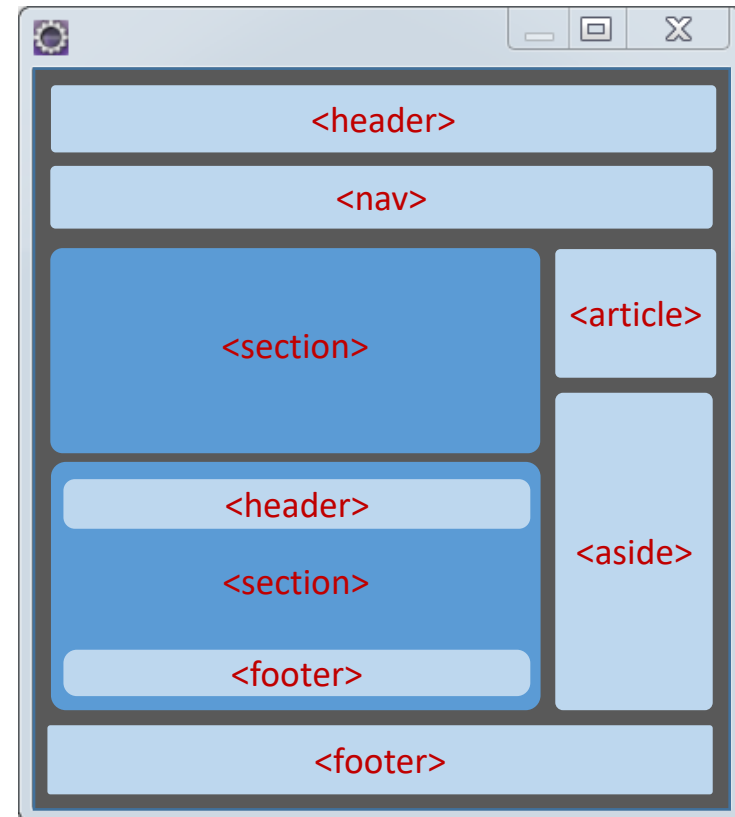 <header>
<nav>
<section>
<article>
<header>
<section>
<footer>
<aside>
<footer>